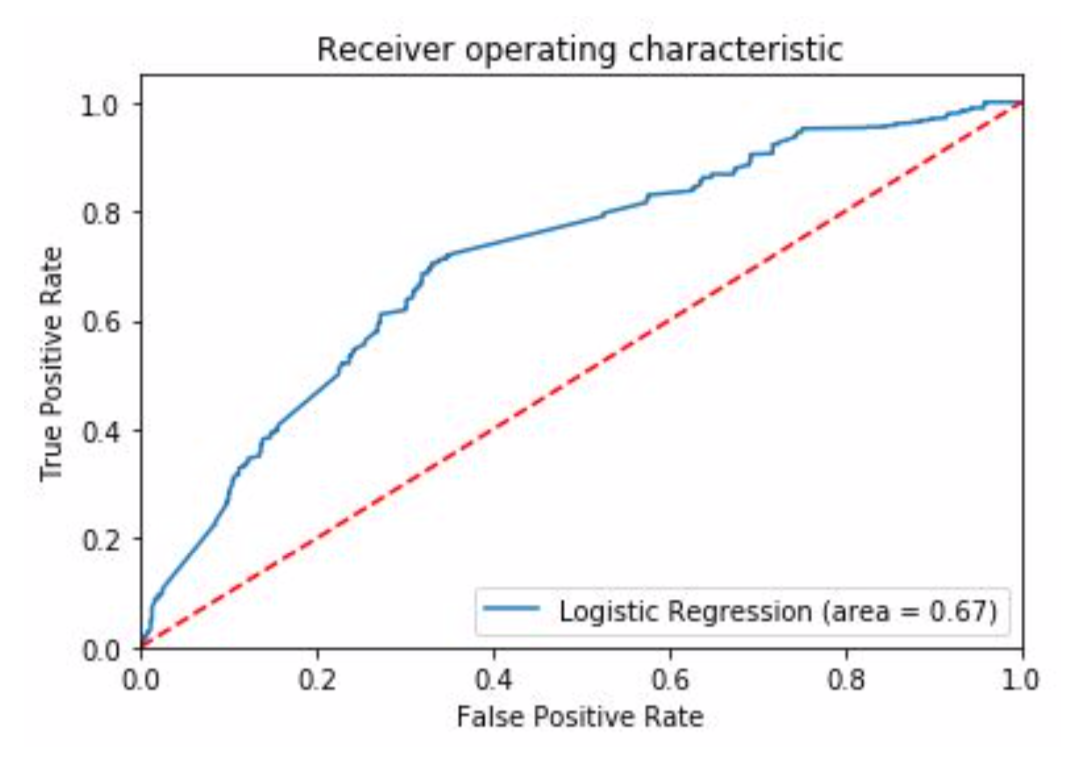 Receiver operating characteristic
1.0
0.8
0.6
0.4
0.2
0.0
True Positive Rate
Logistic Regression (area = 0.67)
0.0 0.2 0.4 0.6 0.8 1.0
False Positive Rate